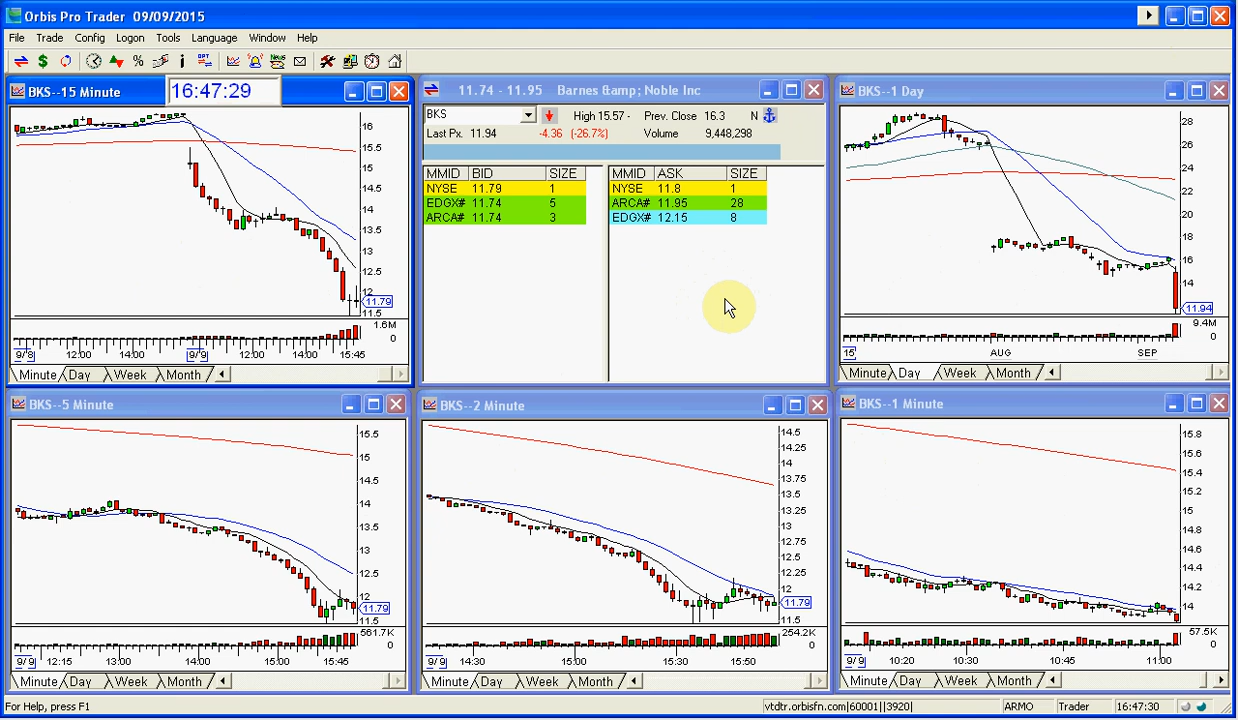 Orbis Pro Trader 09/09/2015
File Trade Config Logon Tools Language Window Help
BKS--15 Minute
16:47:29
16
15.5
15
14.5
14
13.5
13
12.5
12
11.79
11.5
1.6M
0
9/8 12:00 14:00 9/9 12:00 14:00 15:45
Minute Day Week Month
11.74 - 11.95 Barnes &amp; Noble Inc
BKS High 15.57 - Prev. Close 16.3 N
Last Px. 11.94 -4.36 (-26.7%) Volume 9,448,298
MMID BID SIZE
NYSE 11.79 1
EDGX# 11.74 5
ARCA# 11.74 3
MMID ASK SIZE
NYSE 11.8 1
ARCA# 11.95 28
EDGX# 12.15 8
BKS--1 Day
28
26
24
22
20
18
16
14
11.94
9.4M
0
15 AUG SEP
Minute Day Week Month
BKS--5 Minute
15.5
15
14.5
14
13.5
13
12.5
12
11.79
11.5
561.7K
0
9/9 12:15 13:00 14:00 15:00 15:45
Minute Day Week Month
BKS--2 Minute
14.5
14.25
14
13.75
13.5
13.25
13
12.75
12.5
12.25
12
11.79
11.5
254.2K
0
9/9 14:30 15:00 15:30 15:50
Minute Day Week Month
BKS--1 Minute
15.8
15.6
15.4
15.2
15
14.8
14.6
14.4
14.2
14
57.5K
0
9/9 10:20 10:30 10:45 11:00
Minute Day Week Month
For Help, press F1 vtdtr.orbisfn.com|60001||3920| ARMO Trader 16:47:30